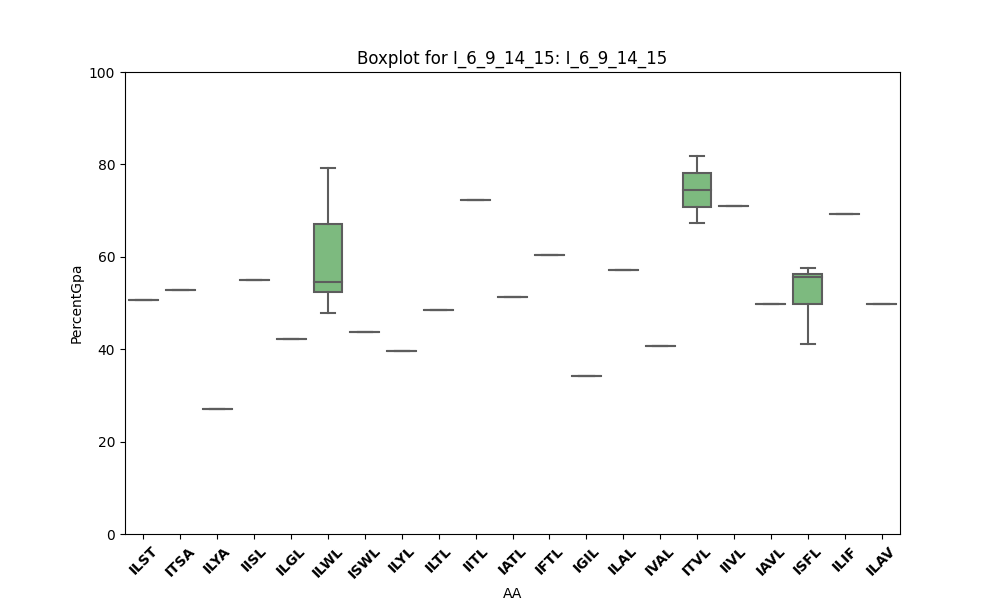 Boxplot for I_6_9_14_15: I_6_9_14_15
100
80
60
40
20
0
PercentGpa
ILST
ITSA
ILYA
IISL
ILGL
ILWL
ISWL
ILYL
ILTL
IITL
IATL
IFTL
IGIL
ILAL
IVAL
ITVL
IIVL
IAVL
ISFL
ILIF
ILAV
AA